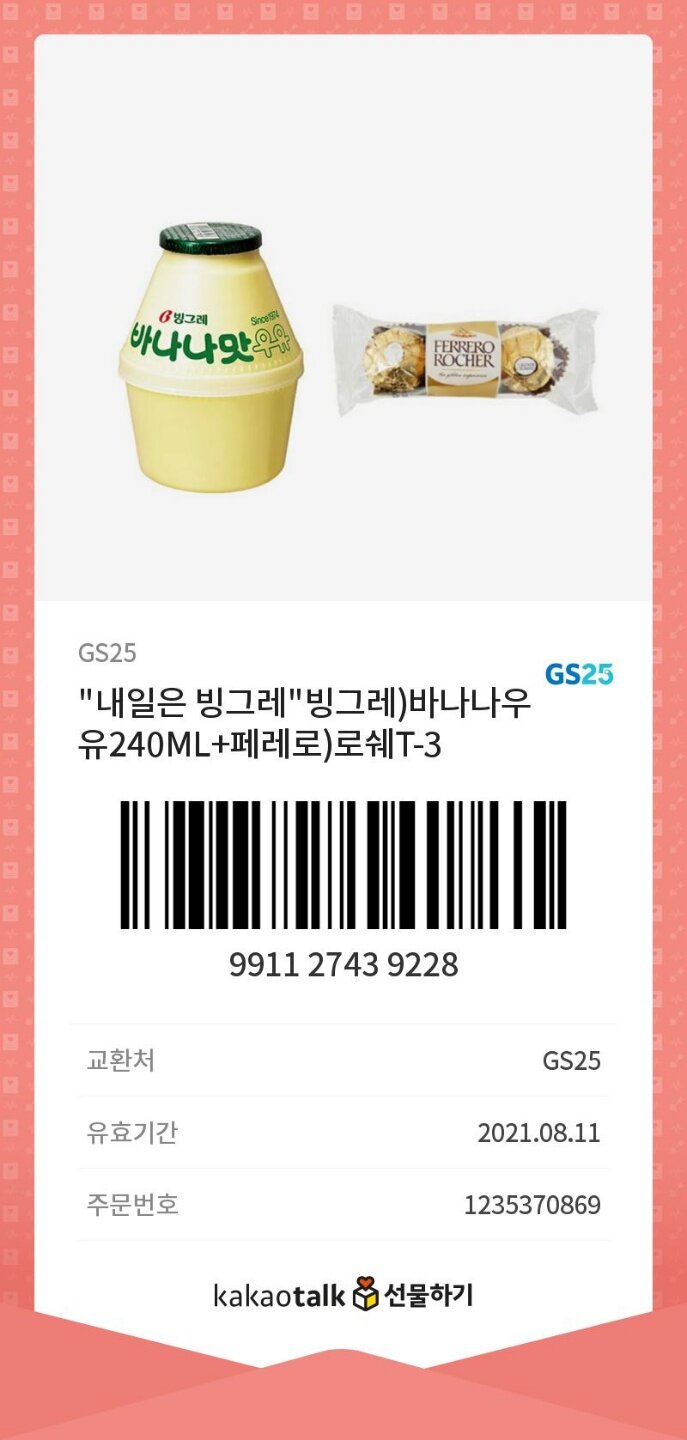 빙그레
Since1974
바나나맛우유
FERRERO
ROCHER
GS25
GS25
"내일은 빙그레"빙그레)바나나우
유240ML+페레로)로쉐T-3
9911 2743 9228
교환처 GS25
유효기간 2021.08.11
주문번호 1235370869
kakaotalk 선물하기